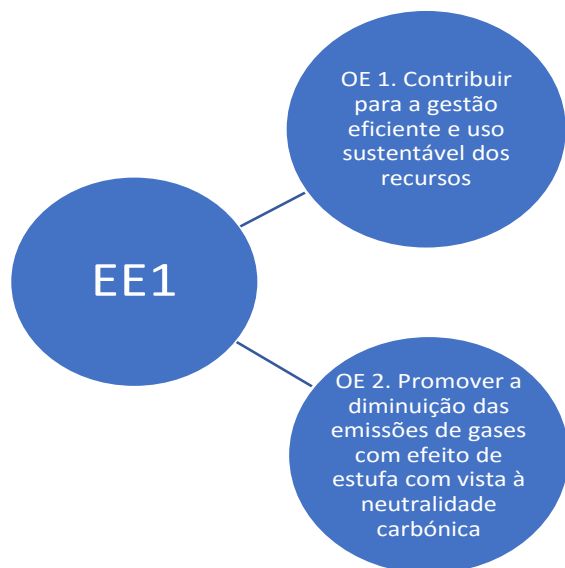 OE 1. Contribuir
para a gestão
eficiente e uso
sustentável dos
recursos
EE1
OE 2. Promover a
diminuição das
emissões de gases
com efeito de
estufa com vista à
neutralidade
carbónica